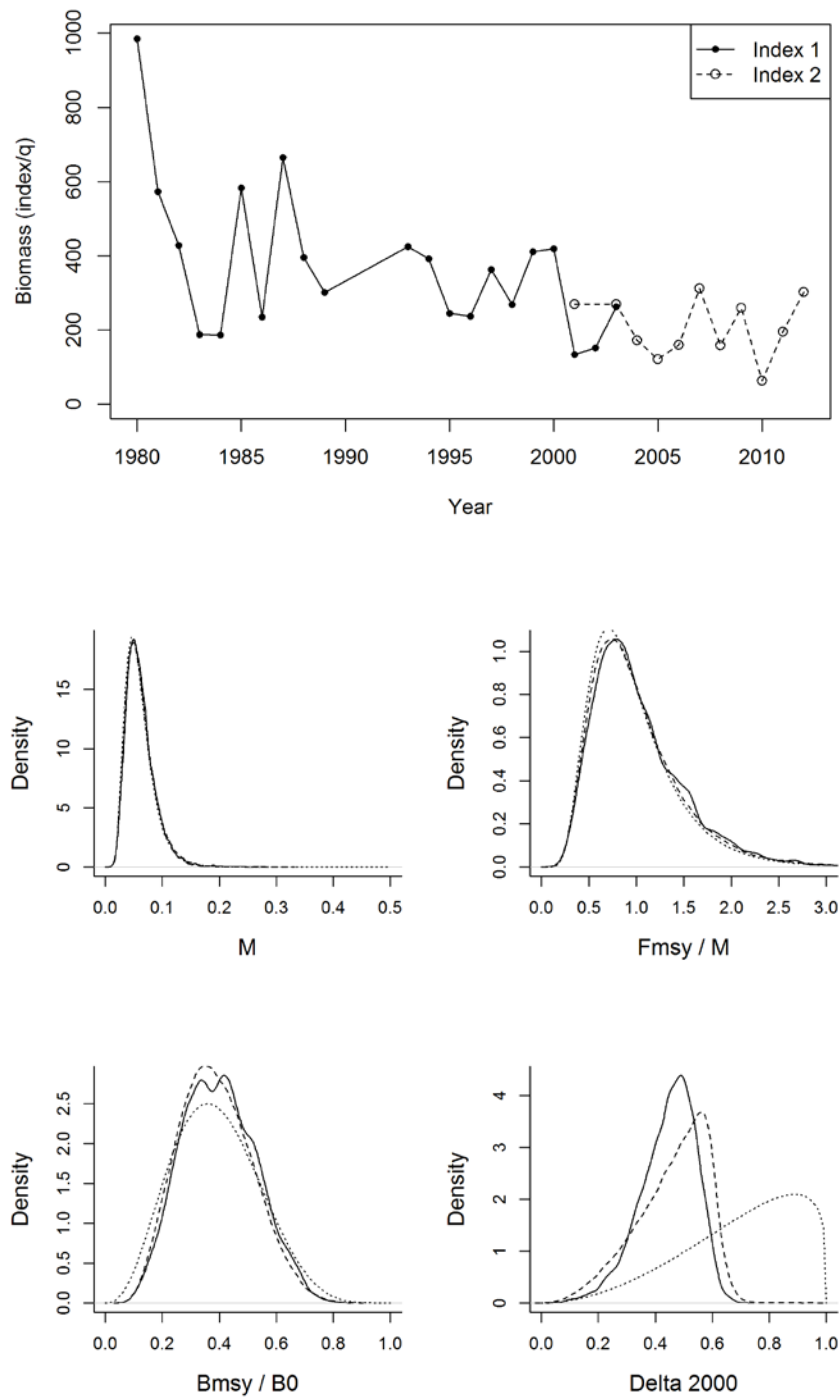 Index 1
Index 2
Biomass (index/q)
0 200 400 600 800 1000
1980 1985 1990 1995 2000 2005 2010
Year
Density
0 5 10 15
0.0 0.1 0.2 0.3 0.4 0.5
M
Density
0.0 0.2 0.4 0.6 0.8 1.0
0.0 0.5 1.0 1.5 2.0 2.5 3.0
Fmsy / M
Density
0.0 0.5 1.0 1.5 2.0 2.5
0.0 0.2 0.4 0.6 0.8 1.0
Bmsy / B0
Density
0 1 2 3 4
0.0 0.2 0.4 0.6 0.8 1.0
Delta 2000